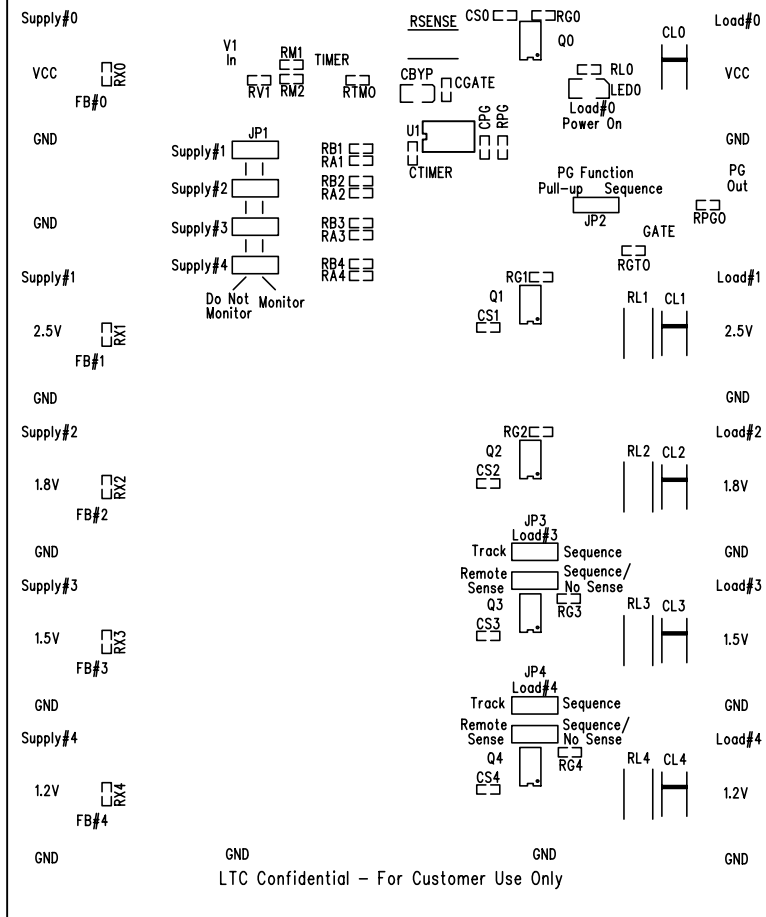 Supply#0
CS0
RG0
RSENSE
Load#0
CL0
Q0
V1
In
RM1
TIMER
RX0
VCC
FB#0
RV1
RM2
RTM0
CBYP
CGATE
RL0
LED0
VCC
Load#0
Power On
GND
JP1
U1
CPG
RPG
GND
Supply#1
RB1
RA1
CTIMER
PG Function
Pull-up Sequence
PG
Out
Supply#2
RB2
RA2
JP2
RPG0
GND
Supply#3
RB3
RA3
GATE
RGT0
Supply#4
RB4
RA4
Supply#1
Do Not
Monitor
Monitor
RG1
Q1
Load#1
RL1
CL1
2.5V
RX1
CS1
2.5V
FB#1
GND
GND
Supply#2
RG2
Load#2
Q2
RL2
CL2
1.8V
RX2
CS2
1.8V
FB#2
JP3
Load#3
GND
Track
Sequence
GND
Supply#3
Remote
Sense
Sequence/
No Sense
Load#3
Q3
RG3
RL3
CL3
1.5V
RX3
CS3
1.5V
FB#3
JP4
Load#4
GND
Track
Sequence
GND
Supply#4
Remote
Sense
Sequence/
No Sense
Load#4
Q4
RG4
RL4
CL4
1.2V
RX4
CS4
1.2V
FB#4
GND
GND
GND
GND
LTC Confidential – For Customer Use Only